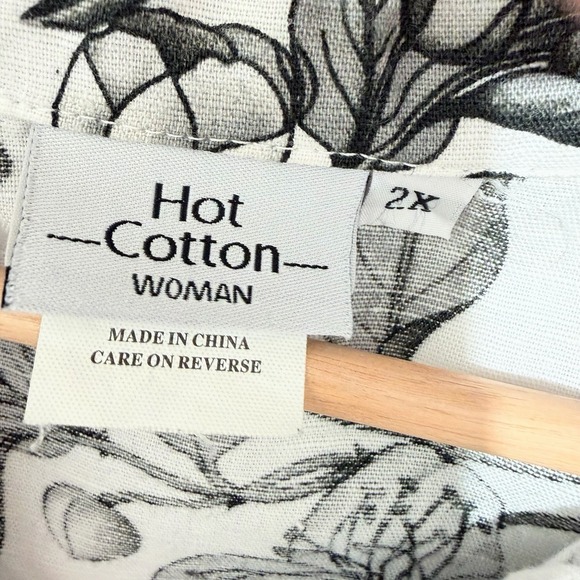 Hot
Cotton
WOMAN
2X
MADE IN CHINA
CARE ON REVERSE